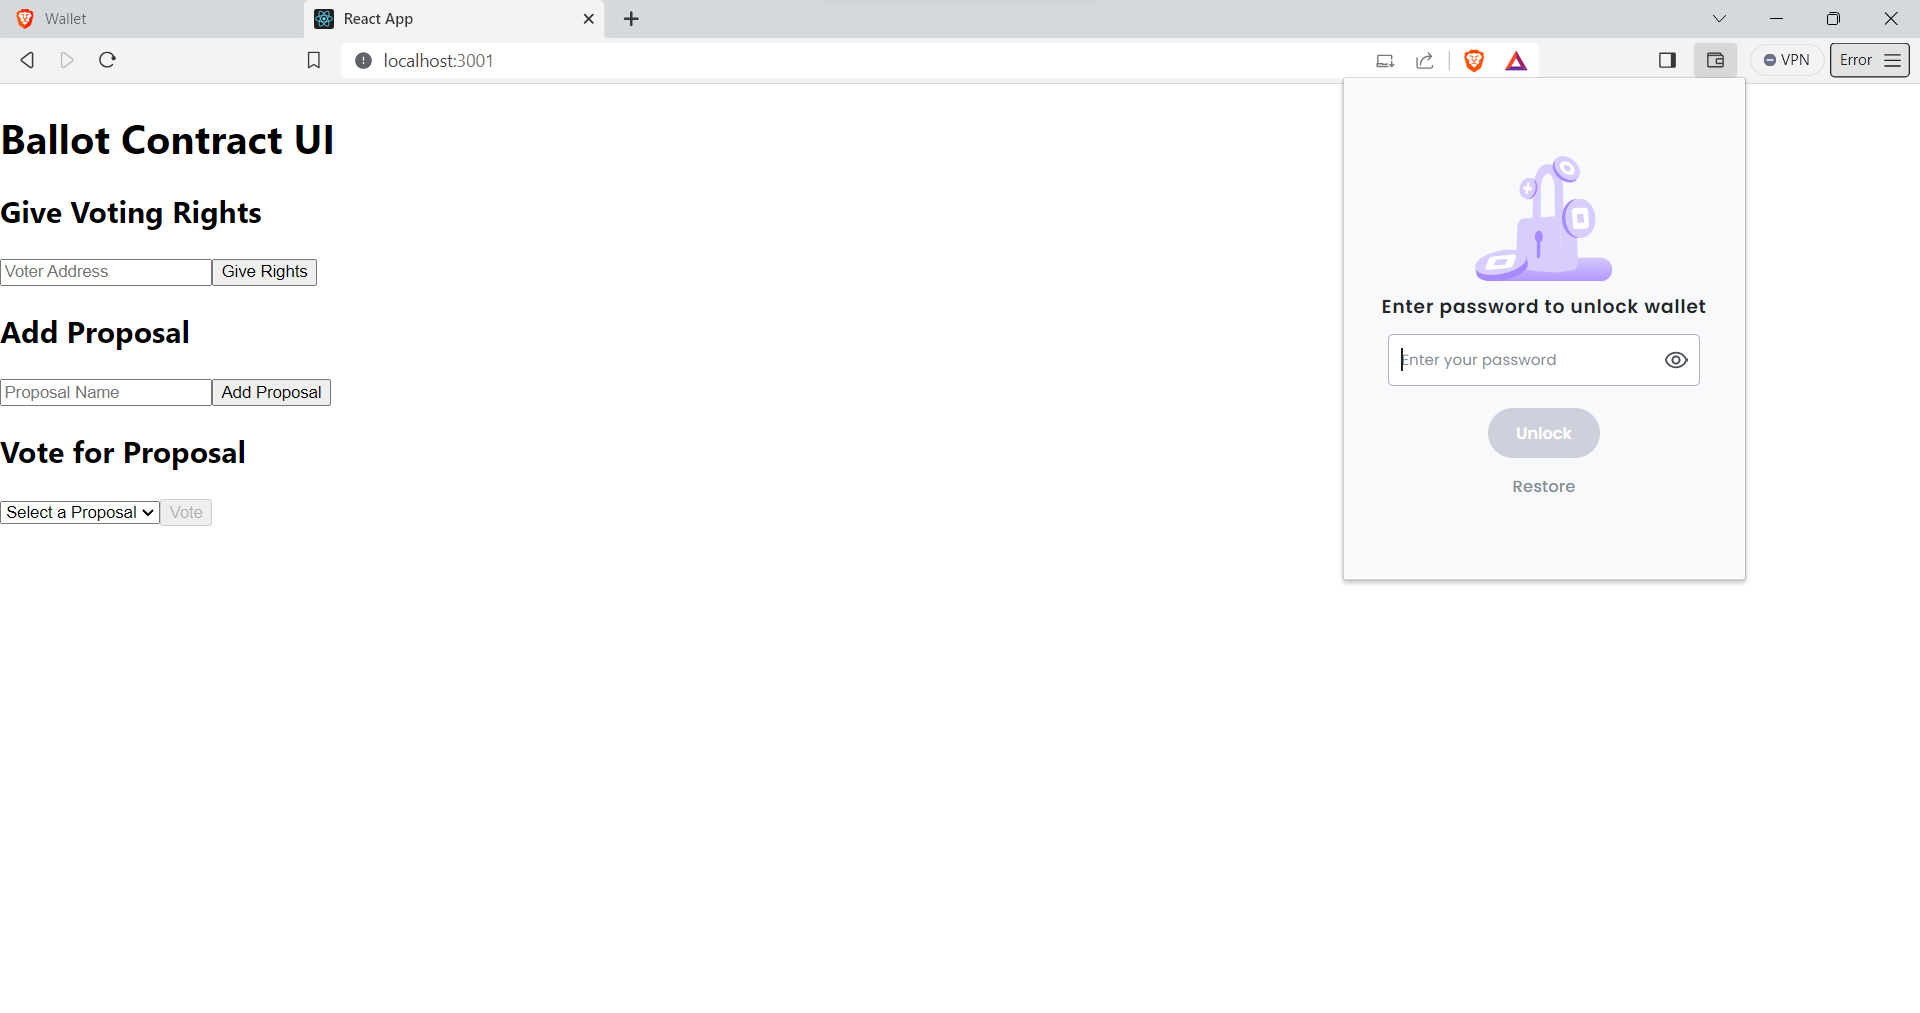 Wallet
React App
localhost:3001
VPN
Error
Ballot Contract UI
Give Voting Rights
Voter Address
Give Rights
Add Proposal
Proposal Name
Add Proposal
Vote for Proposal
Select a Proposal
Vote
Enter password to unlock wallet
Enter your password
Unlock
Restore